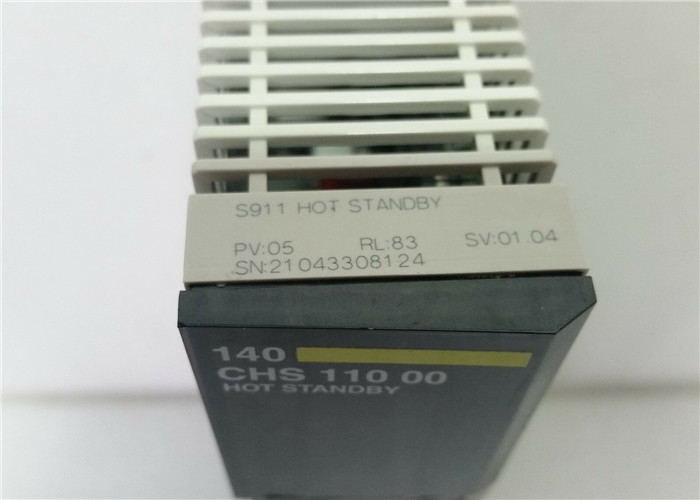 S911 HOT STANDBY
PV:05 RL:83 SV:01.04
SN:21043308124
140
CHS 110 00
HOT STANDBY